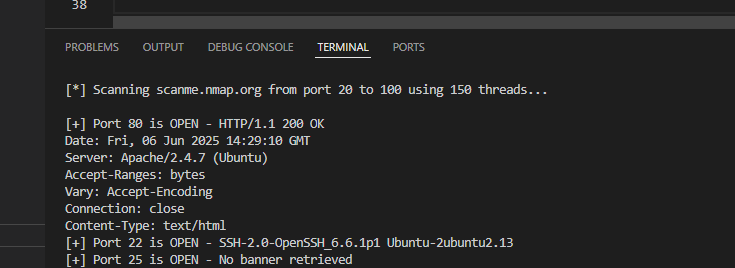 38
PROBLEMS OUTPUT DEBUG CONSOLE TERMINAL PORTS
[*] Scanning scanme.nmap.org from port 20 to 100 using 150 threads...
[+] Port 80 is OPEN - HTTP/1.1 200 OK
Date: Fri, 06 Jun 2025 14:29:10 GMT
Server: Apache/2.4.7 (Ubuntu)
Accept-Ranges: bytes
Vary: Accept-Encoding
Connection: close
Content-Type: text/html
[+] Port 22 is OPEN - SSH-2.0-OpenSSH_6.6.1p1 Ubuntu-2ubuntu2.13
[+] Port 25 is OPEN - No banner retrieved